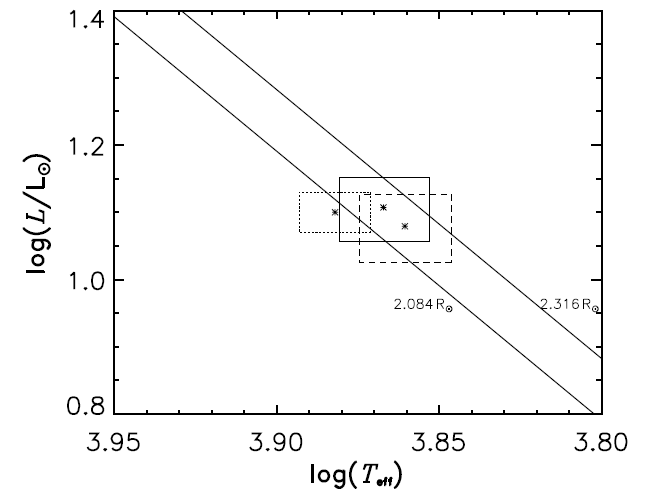 1.4
1.2
1.0
0.8
log(L/L☉)
2.084R☉
2.316R☉
3.95 3.90 3.85 3.80
log(Teff)